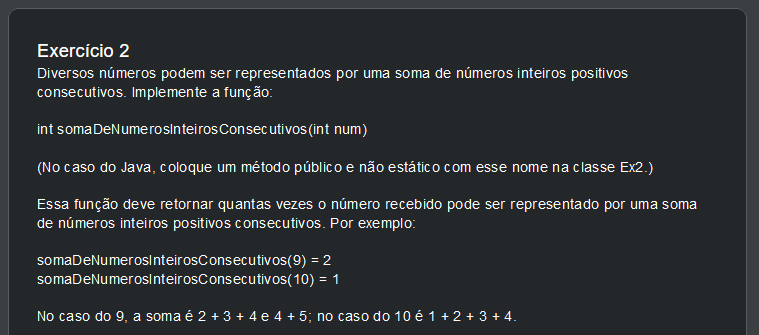 Exercício 2
Diversos números podem ser representados por uma soma de números inteiros positivos
consecutivos. Implemente a função:
int somaDeNumerosInteirosConsecutivos(int num)
(No caso do Java, coloque um método público e não estático com esse nome na classe Ex2.)
Essa função deve retornar quantas vezes o número recebido pode ser representado por uma soma
de números inteiros positivos consecutivos. Por exemplo:
somaDeNumerosInteirosConsecutivos(9) = 2
somaDeNumerosInteirosConsecutivos(10) = 1
No caso do 9, a soma é 2 + 3 + 4 e 4 + 5; no caso do 10 é 1 + 2 + 3 + 4.